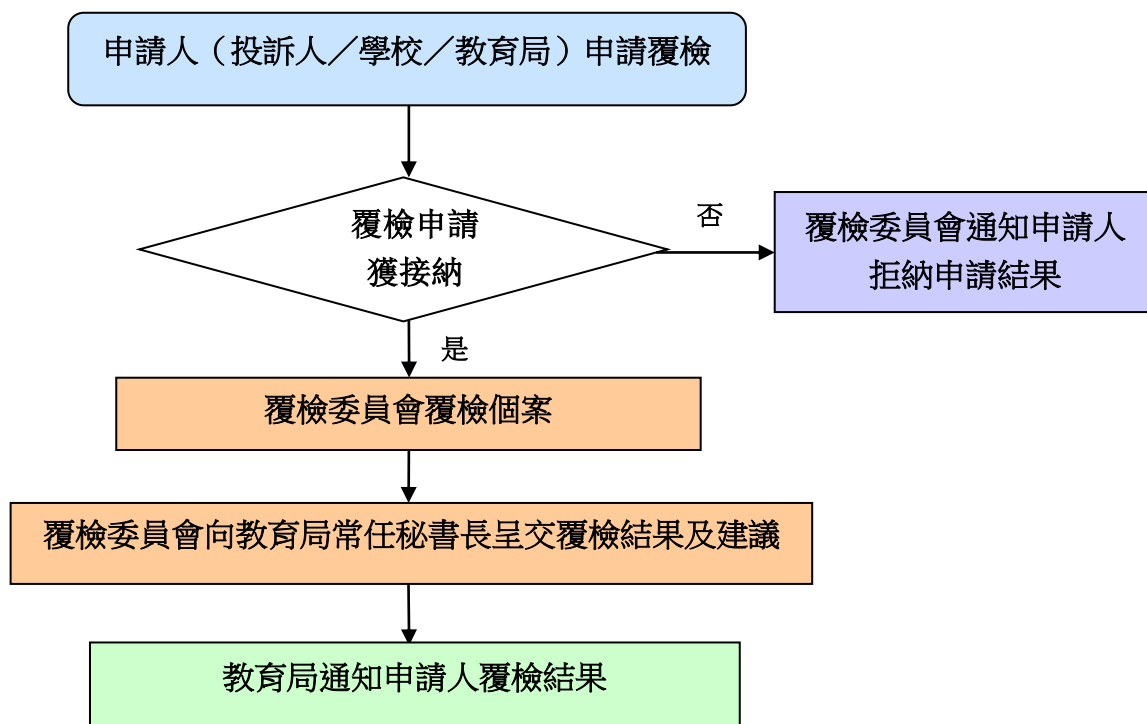 申請人（投訴人／學校／教育局）申請覆檢
覆檢申請
獲接納
否
覆檢委員會通知申請人
拒納申請結果
是
覆檢委員會覆檢個案
覆檢委員會向教育局常任秘書長呈交覆檢結果及建議
教育局通知申請人覆檢結果